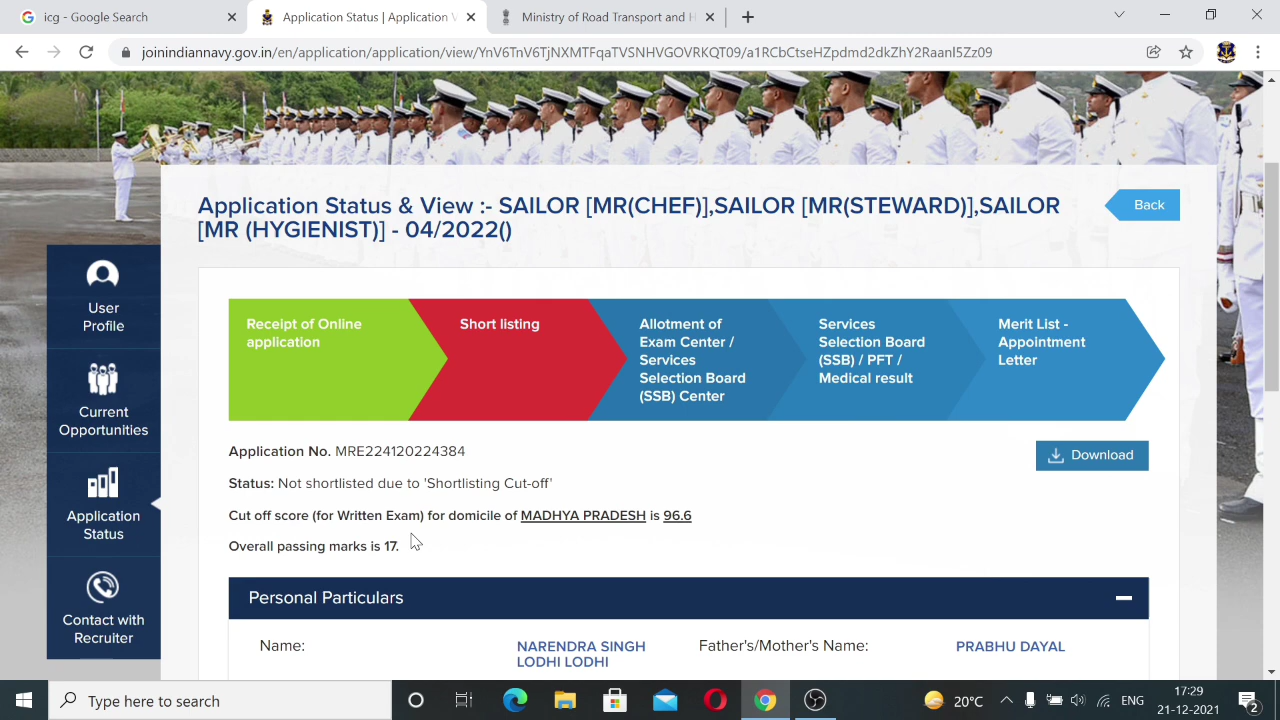 icg - Google Search
Application Status | Application V
Ministry of Road Transport and H
joinindiannavy.gov.in/en/application/application/view/YnV6TnV6TjNXMTFqaTVSNHVGOVRKQT09/a1RCbCtseHZpdmd2dkZhY2Raanl5Zz09
Application Status & View :- SAILOR [MR(CHEF)],SAILOR [MR(STEWARD)],SAILOR
[MR (HYGIENIST)] - 04/2022()
Back
User
Profile
Current
Opportunities
Application
Status
Contact with
Recruiter
Receipt of Online
application
Short listing
Allotment of
Exam Center /
Services
Selection Board
(SSB) Center
Services
Selection Board
(SSB) / PFT /
Medical result
Merit List -
Appointment
Letter
Application No. MRE224120224384
Download
Status: Not shortlisted due to 'Shortlisting Cut-off'
Cut off score (for Written Exam) for domicile of MADHYA PRADESH is 96.6
Overall passing marks is 17.
Personal Particulars
Name:
NARENDRA SINGH
LODHI LODHI
Father's/Mother's Name:
PRABHU DAYAL
Type here to search
20°C
ENG
17:29
21-12-2021
2